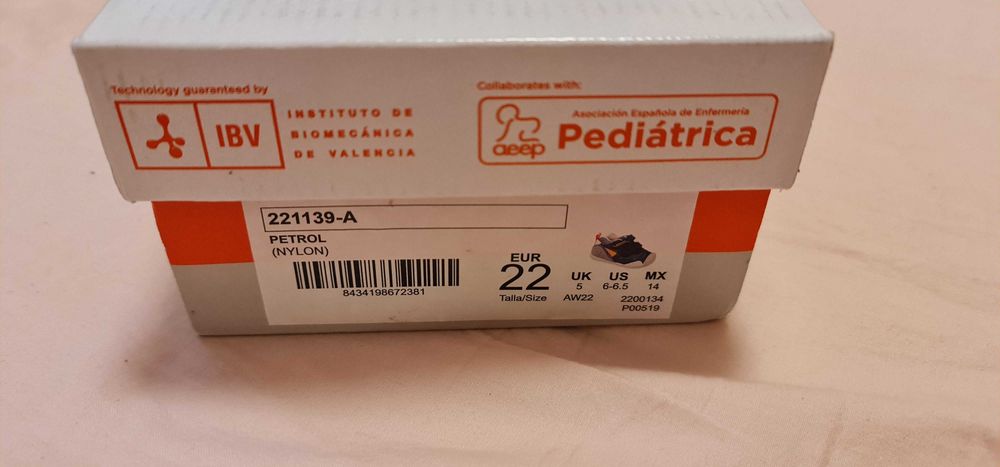 Technology guaranteed by
IBV
INSTITUTO DE
BIOMECÁNICA
DE VALENCIA
Collaborates with:
aeep
Asociación Española de Enfermería
Pediátrica
221139-A
PETROL
(NYLON)
8434198672381
EUR
22
Talla/Size
UK US MX
5 6-6.5 14
AW22 2200134
P00519